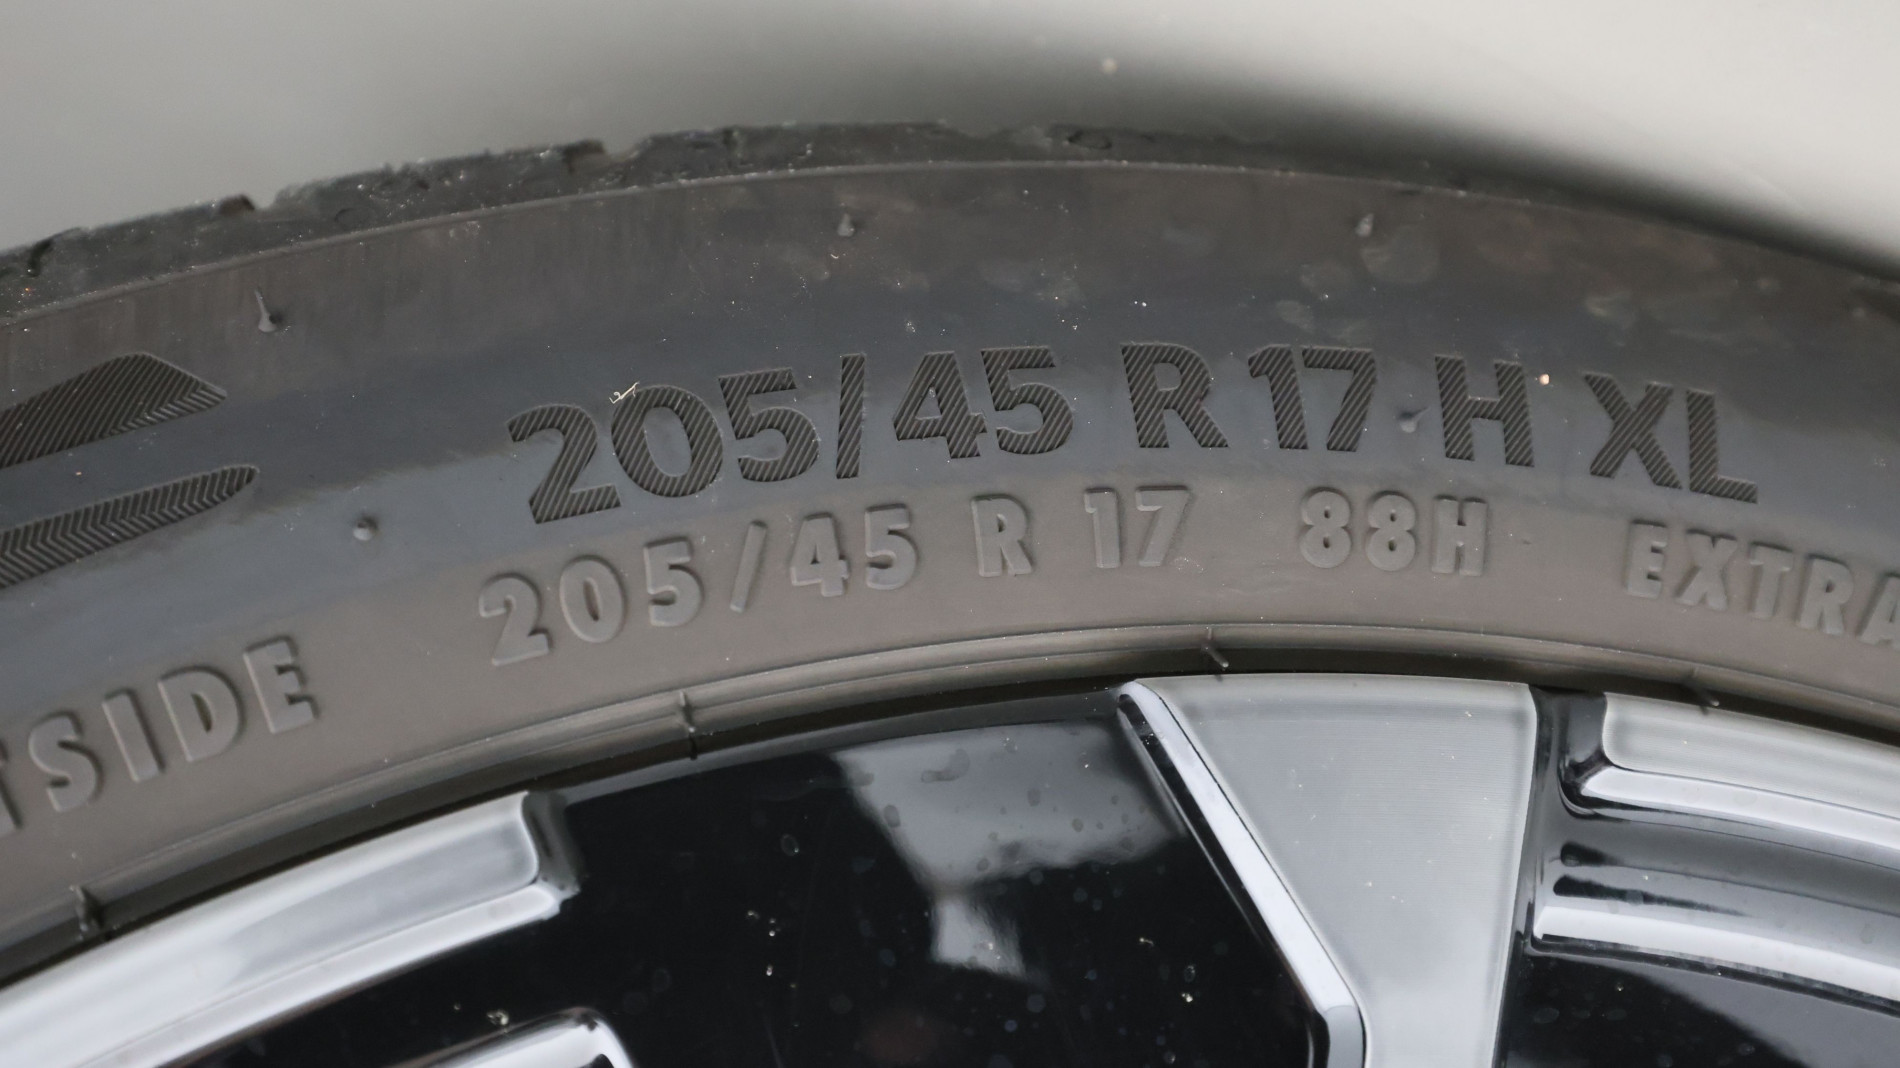 205/45 R 17 H XL
SIDE 205/45 R 17 88H EXTRA